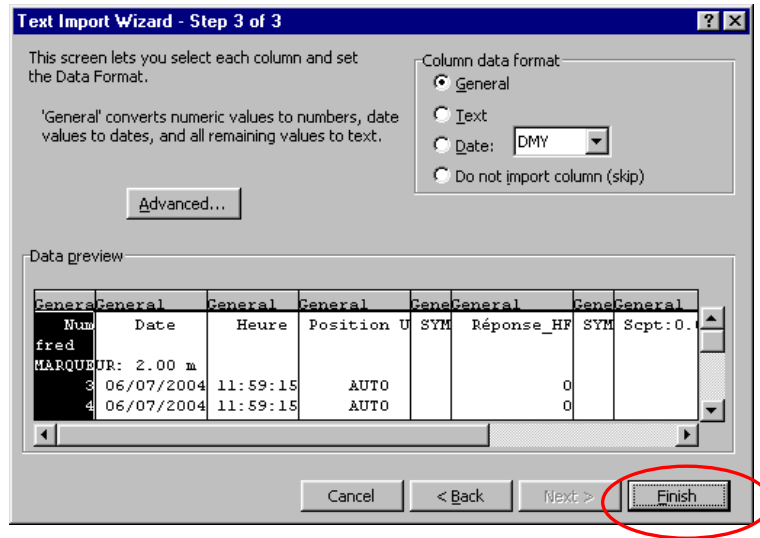 Text Import Wizard - Step 3 of 3
This screen lets you select each column and set
the Data Format.
'General' converts numeric values to numbers, date
values to dates, and all remaining values to text.
Advanced...
Column data format
General
Text
Date: DMY
Do not import column (skip)
Data preview
Genera General General General Gene General Gene General
Num Date Heure Position U SYM Réponse_HF SYM Scpt:0.
fred
MARQUEUR: 2.00 m
3 06/07/2004 11:59:15 AUTO 0
4 06/07/2004 11:59:15 AUTO 0
Cancel < Back Next > Finish